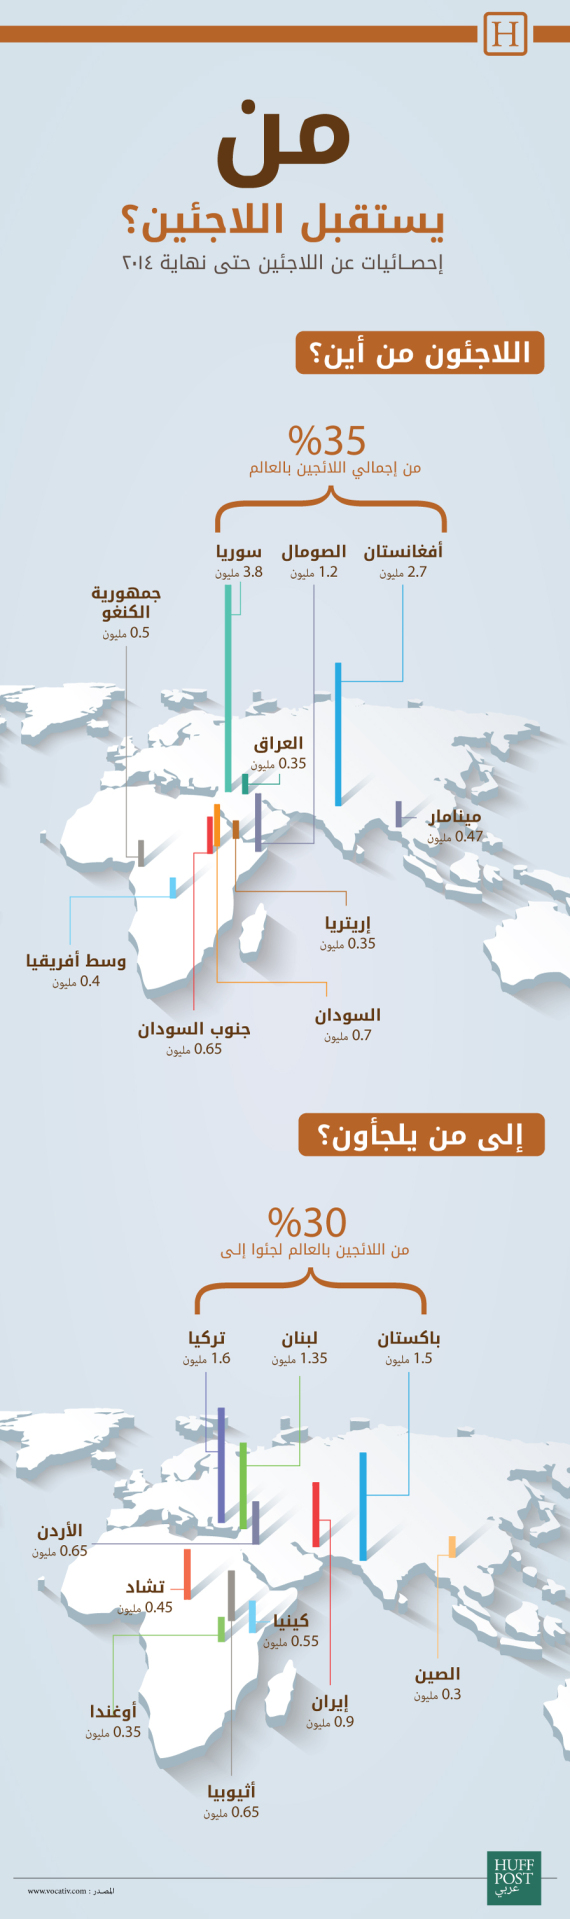 H
من
يستقبل اللاجئين؟
إحصائيات عن اللاجئين حتى نهاية ٢٠١٤
اللاجئون من أين؟
%35
من إجمالي اللائجين بالعالم
أفغانستان
2.7 مليون
الصومال
1.2 مليون
سوريا
3.8 مليون
جمهورية
الكنغو
0.5 مليون
العراق
0.35 مليون
مينامار
0.47 مليون
إريتريا
0.35 مليون
وسط أفريقيا
0.4 مليون
السودان
0.7 مليون
جنوب السودان
0.65 مليون
إلى من يلجأون؟
%30
من اللائجين بالعالم لجئوا إلى
باكستان
1.5 مليون
لبنان
1.35 مليون
تركيا
1.6 مليون
الأردن
0.65 مليون
تشاد
0.45 مليون
كينيا
0.55 مليون
الصين
0.3 مليون
إيران
0.9 مليون
أوغندا
0.35 مليون
أثيوبيا
0.65 مليون
HUFF
POST
عربي
المصدر : www.vocativ.com